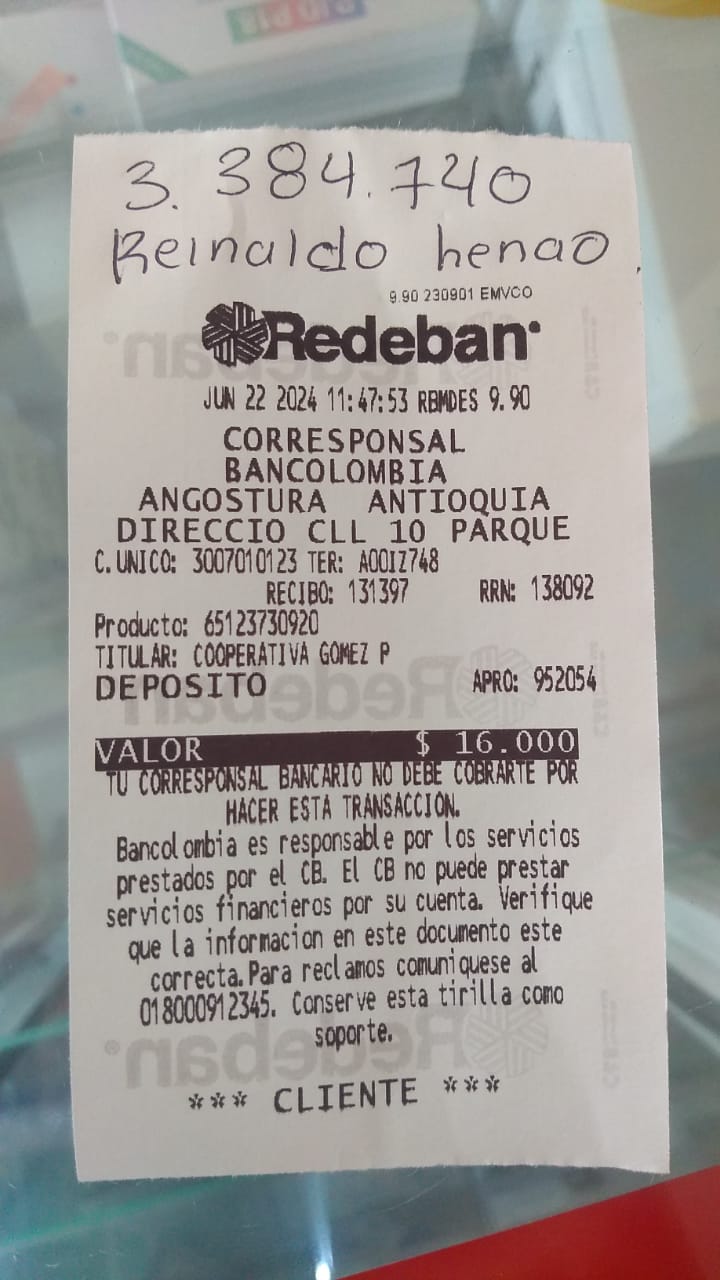 3.384.740
Reinaldo henao
9.90 230901 EMVCO
Redeban
JUN 22 2024 11:47:53 RBMDES 9.90
CORRESPONSAL
BANCOLOMBIA
ANGOSTURA ANTIOQUIA
DIRECCIO CLL 10 PARQUE
C.UNICO: 3007010123 TER: A00IZ748
RECIBO: 131397 RRN: 138092
Producto: 65123730920
TITULAR: COOPERATIVA GOMEZ P
DEPOSITO APRO: 952054
VALOR $ 16.000
TU CORRESPONSAL BANCARIO NO DEBE COBRARTE POR
HACER ESTA TRANSACCION.
Bancolombia es responsable por los servicios
prestados por el CB. El CB no puede prestar
servicios financieros por su cuenta. Verifique
que la informacion en este documento este
correcta.Para reclamos comuniquese al
018000912345. Conserve esta tirilla como
soporte.
*** CLIENTE ***